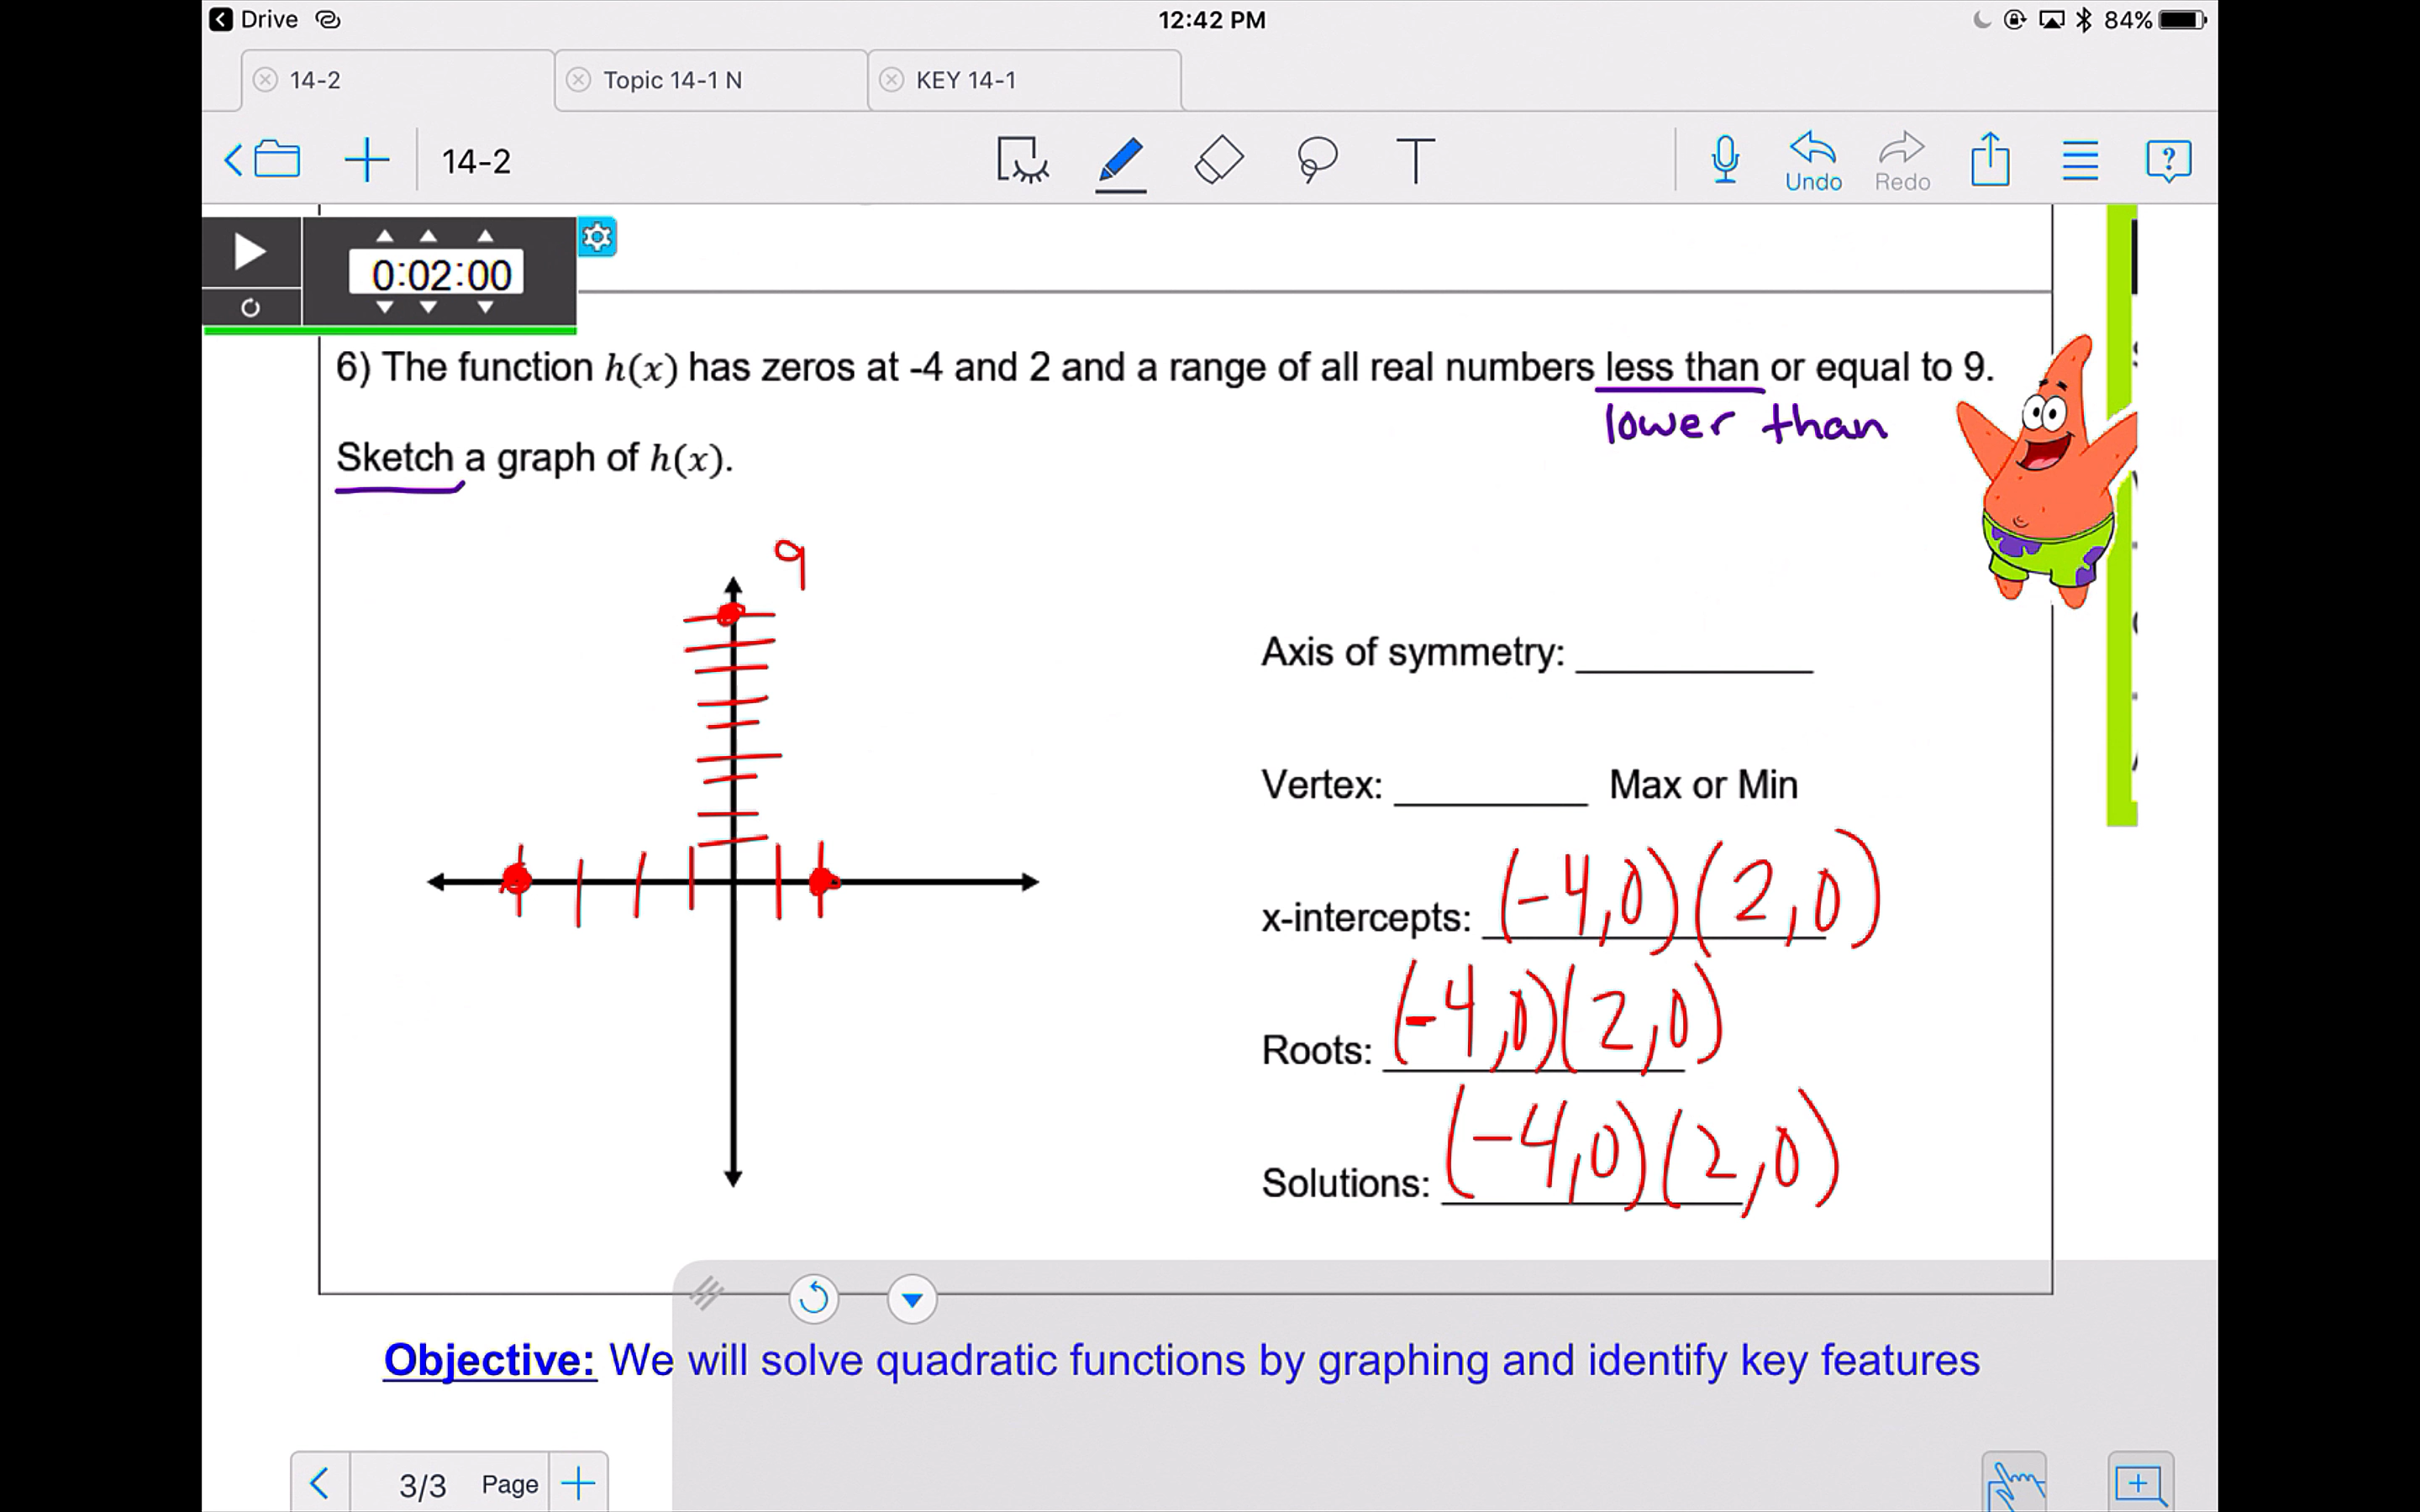 Drive
12:42 PM
84%
14-2
Topic 14-1 N
KEY 14-1
14-2
T
Undo
Redo
?
0:02:00
6) The function h(x) has zeros at -4 and 2 and a range of all real numbers less than or equal to 9.
lower than
Sketch a graph of h(x).
9
Axis of symmetry: ____________
Vertex: __________ Max or Min
x-intercepts: (-4,0)(2,0)
Roots: (-4,0)(2,0)
Solutions: (-4,0)(2,0)
Objective: We will solve quadratic functions by graphing and identify key features
3/3 Page